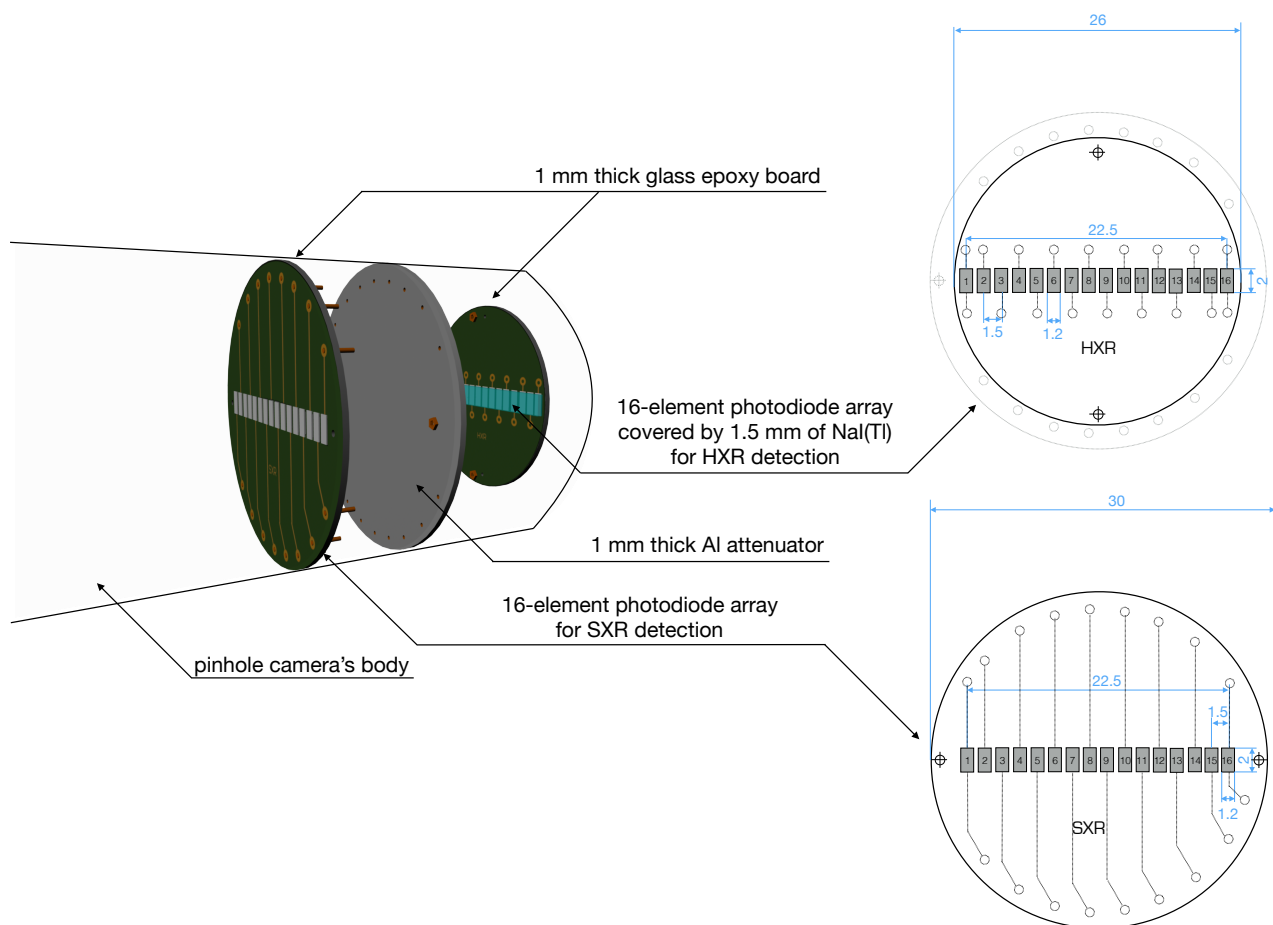 26
1 mm thick glass epoxy board
22.5
1 2 3 4 5 6 7 8 9 10 11 12 13 14 15 16
2
1.5
1.2
HXR
16-element photodiode array
covered by 1.5 mm of NaI(Tl)
for HXR detection
30
1 mm thick Al attenuator
16-element photodiode array
for SXR detection
pinhole camera's body
22.5
1.5
1 2 3 4 5 6 7 8 9 10 11 12 13 14 15 16
2
1.2
SXR